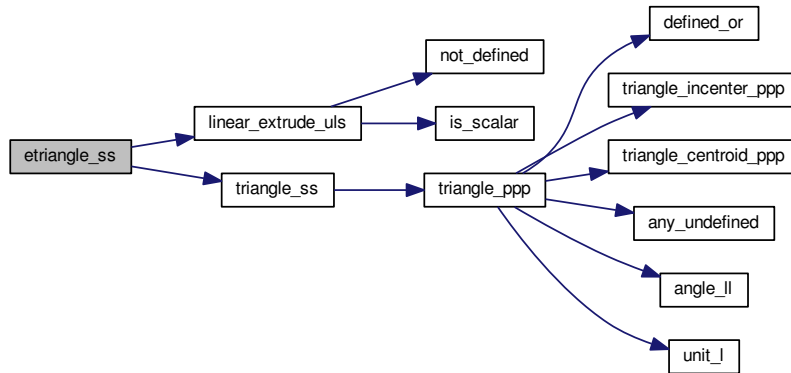 defined_or
not_defined
triangle_incenter_ppp
linear_extrude_uls
is_scalar
etriangle_ss
triangle_centroid_ppp
triangle_ss
triangle_ppp
any_undefined
angle_ll
unit_l